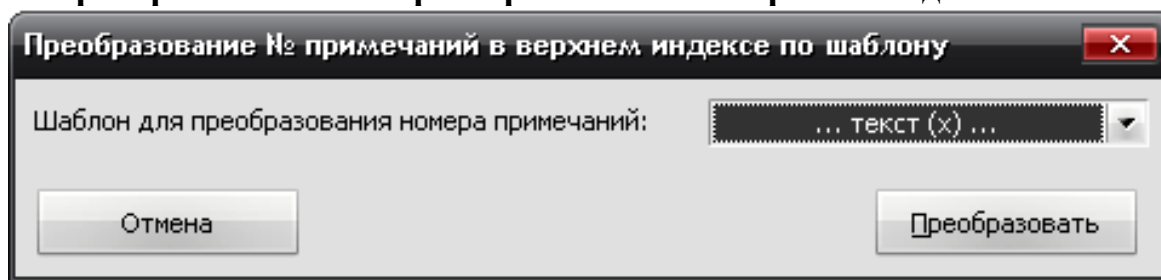 Преобразование № примечаний в верхнем индексе по шаблону
Шаблон для преобразования номера примечаний:
... текст (x) ...
Отмена
Преобразовать